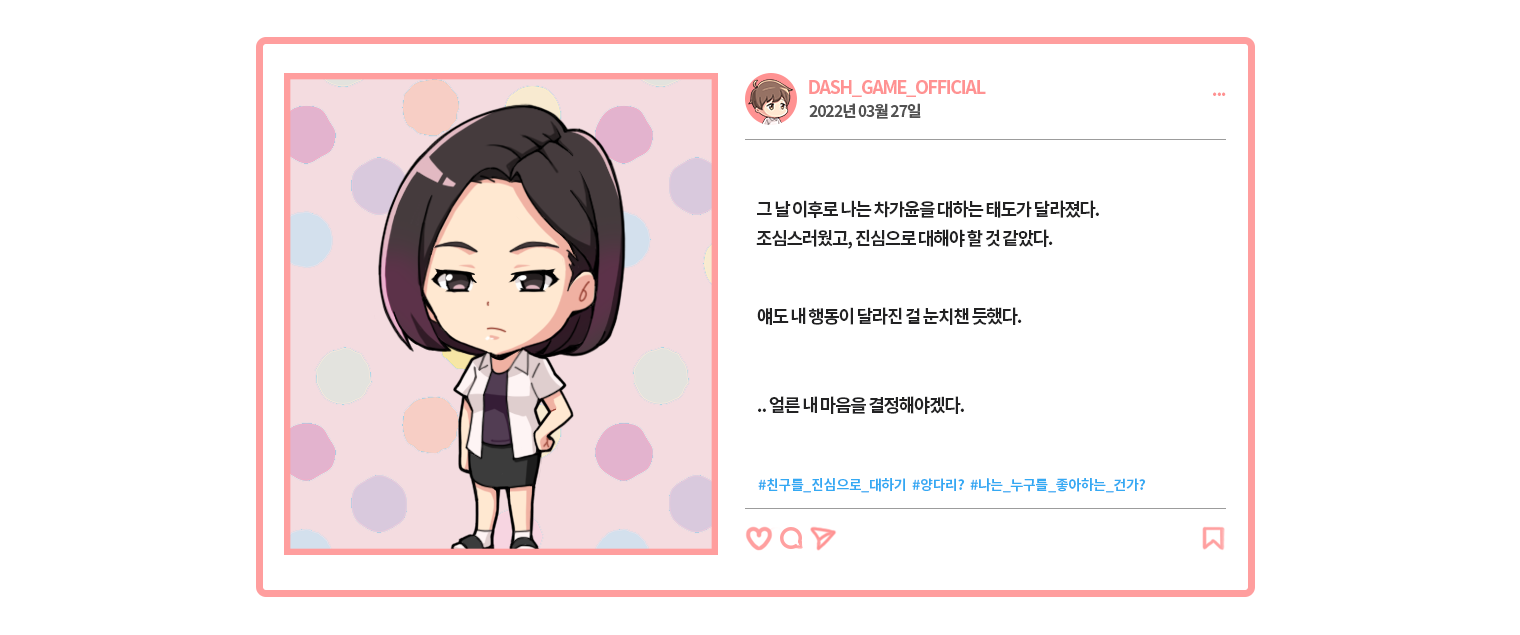 DASH_GAME_OFFICIAL
2022년 03월 27일
그 날 이후로 나는 차가윤을 대하는 태도가 달라졌다.
조심스러웠고, 진심으로 대해야 할 것 같았다.
얘도 내 행동이 달라진 걸 눈치챈 듯했다.
.. 얼른 내 마음을 결정해야겠다.
#친구를_진심으로_대하기 #양다리? #나는_누구를_좋아하는_건가?